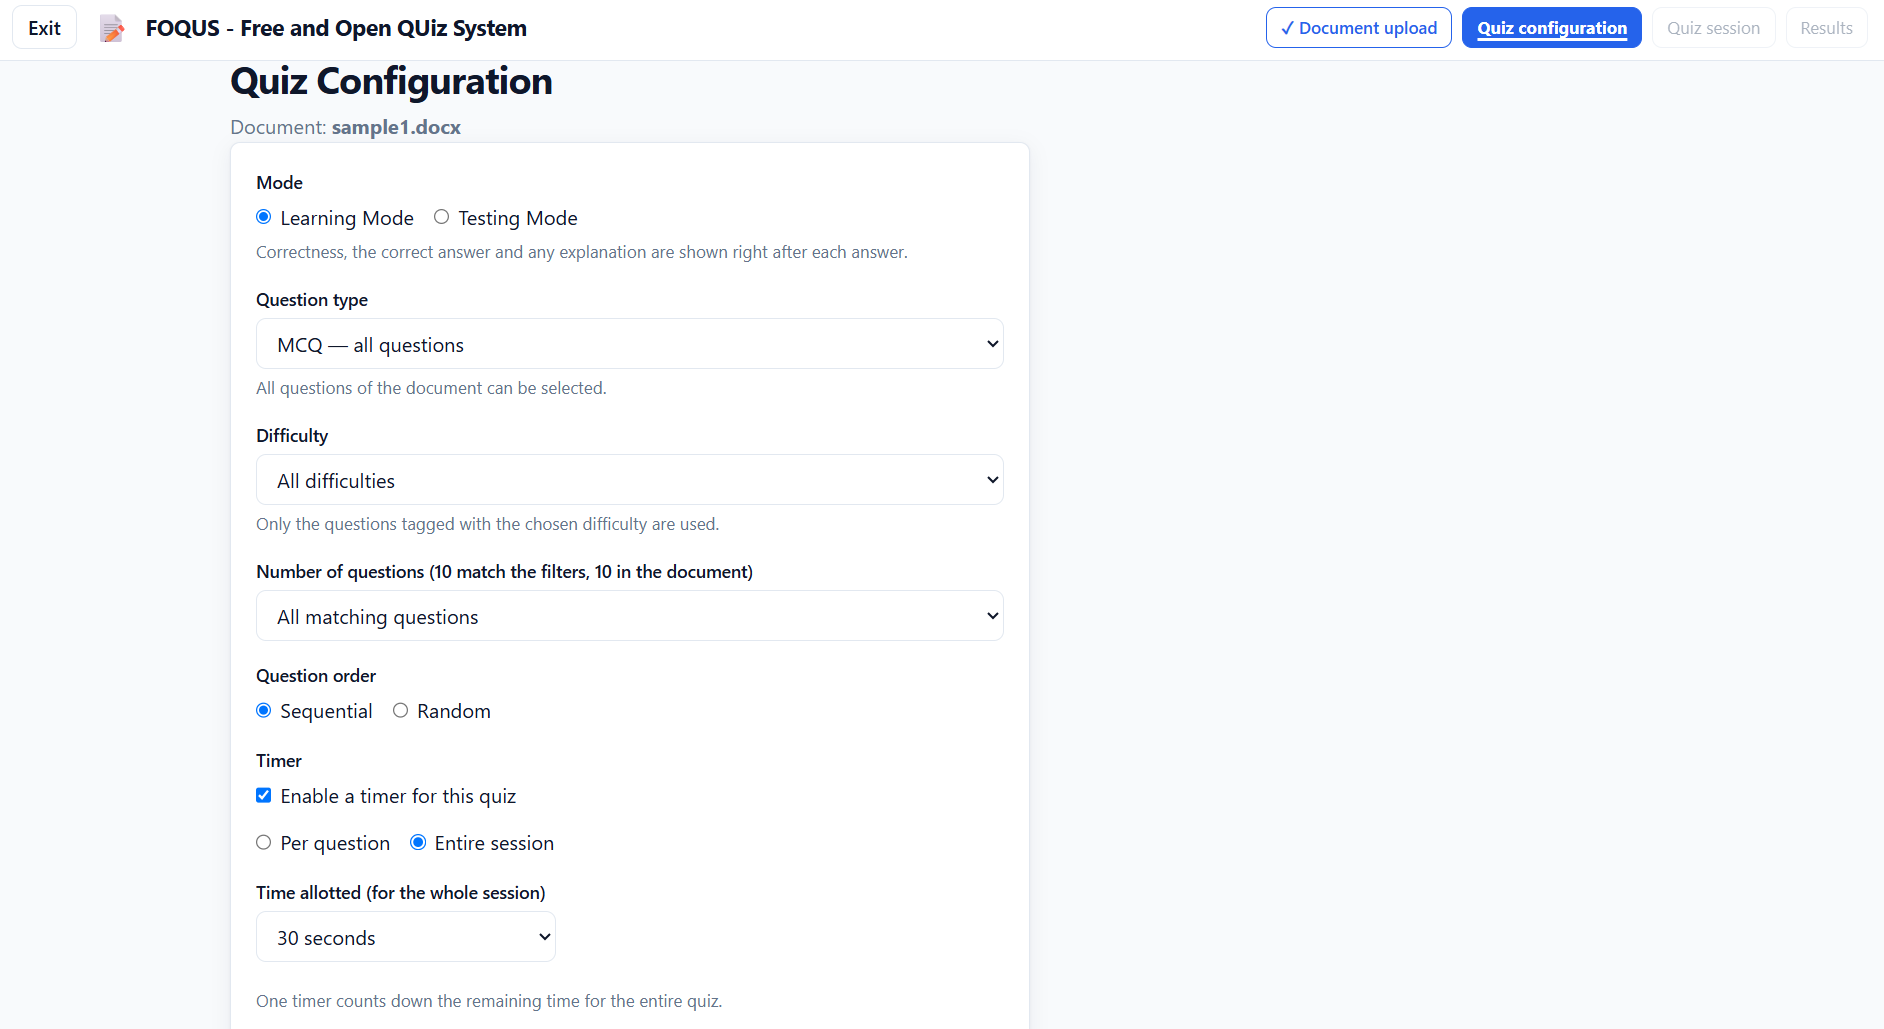 Exit
FOQUS - Free and Open QUiz System
✓ Document upload
Quiz configuration
Quiz session
Results
Quiz Configuration
Document: sample1.docx
Mode
Learning Mode
Testing Mode
Correctness, the correct answer and any explanation are shown right after each answer.
Question type
MCQ — all questions
All questions of the document can be selected.
Difficulty
All difficulties
Only the questions tagged with the chosen difficulty are used.
Number of questions (10 match the filters, 10 in the document)
All matching questions
Question order
Sequential
Random
Timer
Enable a timer for this quiz
Per question
Entire session
Time allotted (for the whole session)
30 seconds
One timer counts down the remaining time for the entire quiz.